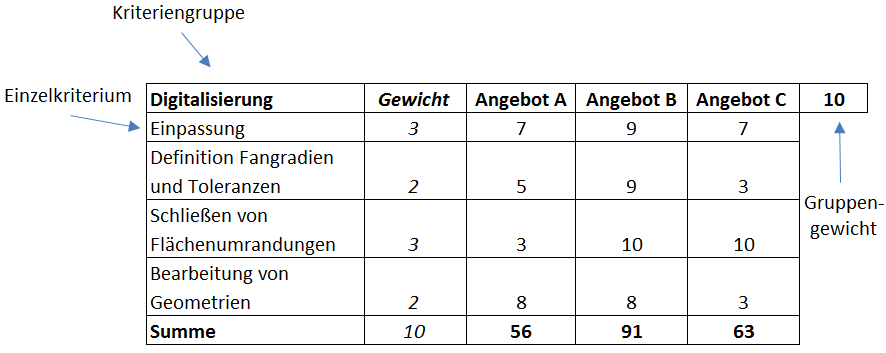 Kriteriengruppe
Einzelkriterium
Digitalisierung Gewicht Angebot A Angebot B Angebot C 10
Einpassung 3 7 9 7
Definition Fangradien
und Toleranzen 2 5 9 3
Schließen von
Flächenumrandungen 3 3 10 10
Bearbeitung von
Geometrien 2 8 8 3
Summe 10 56 91 63
Gruppen-
gewicht